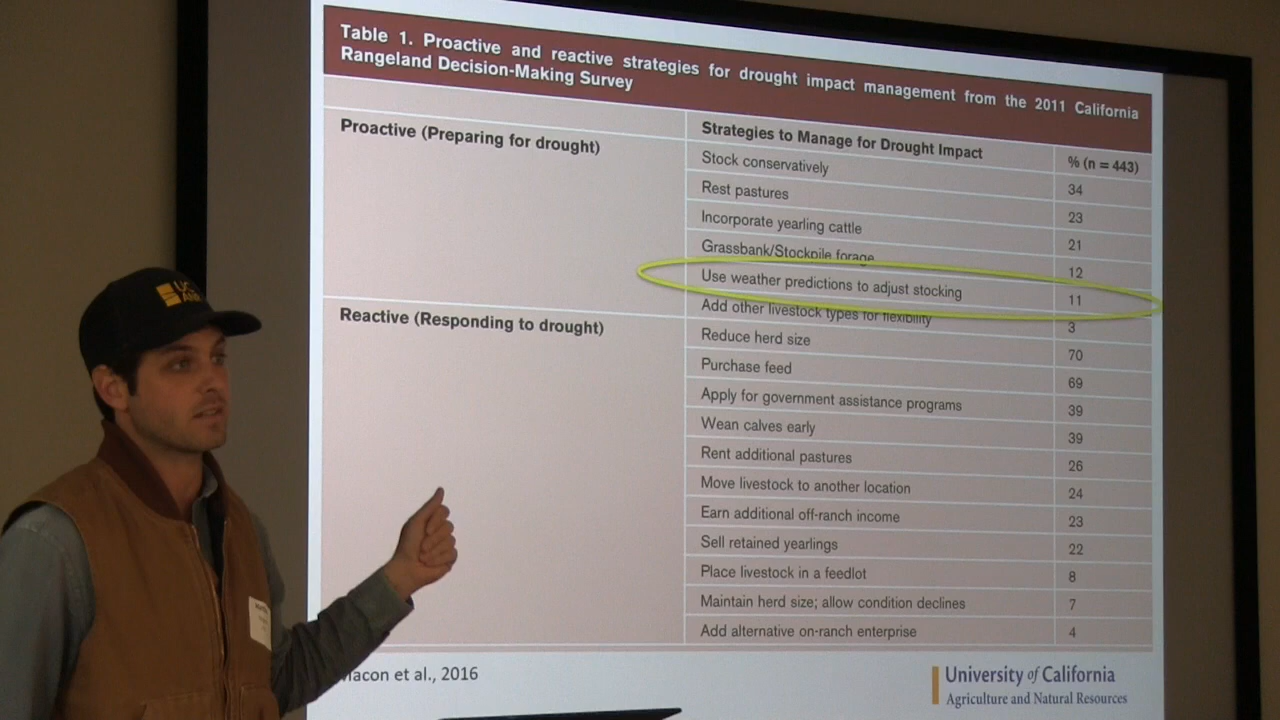 Table 1. Proactive and reactive strategies for drought impact management from the 2011 California
Rangeland Decision-Making Survey
Proactive (Preparing for drought)
Strategies to Manage for Drought Impact
% (n = 443)
Stock conservatively
34
Rest pastures
23
Incorporate yearling cattle
21
Grassbank/Stockpile forage
12
Use weather predictions to adjust stocking
11
Add other livestock types for flexibility
3
Reactive (Responding to drought)
Reduce herd size
70
Purchase feed
69
Apply for government assistance programs
39
Wean calves early
39
Rent additional pastures
26
Move livestock to another location
24
Earn additional off-ranch income
23
Sell retained yearlings
22
Place livestock in a feedlot
8
Maintain herd size; allow condition declines
7
Add alternative on-ranch enterprise
4
Macon et al., 2016
University of California
Agriculture and Natural Resources